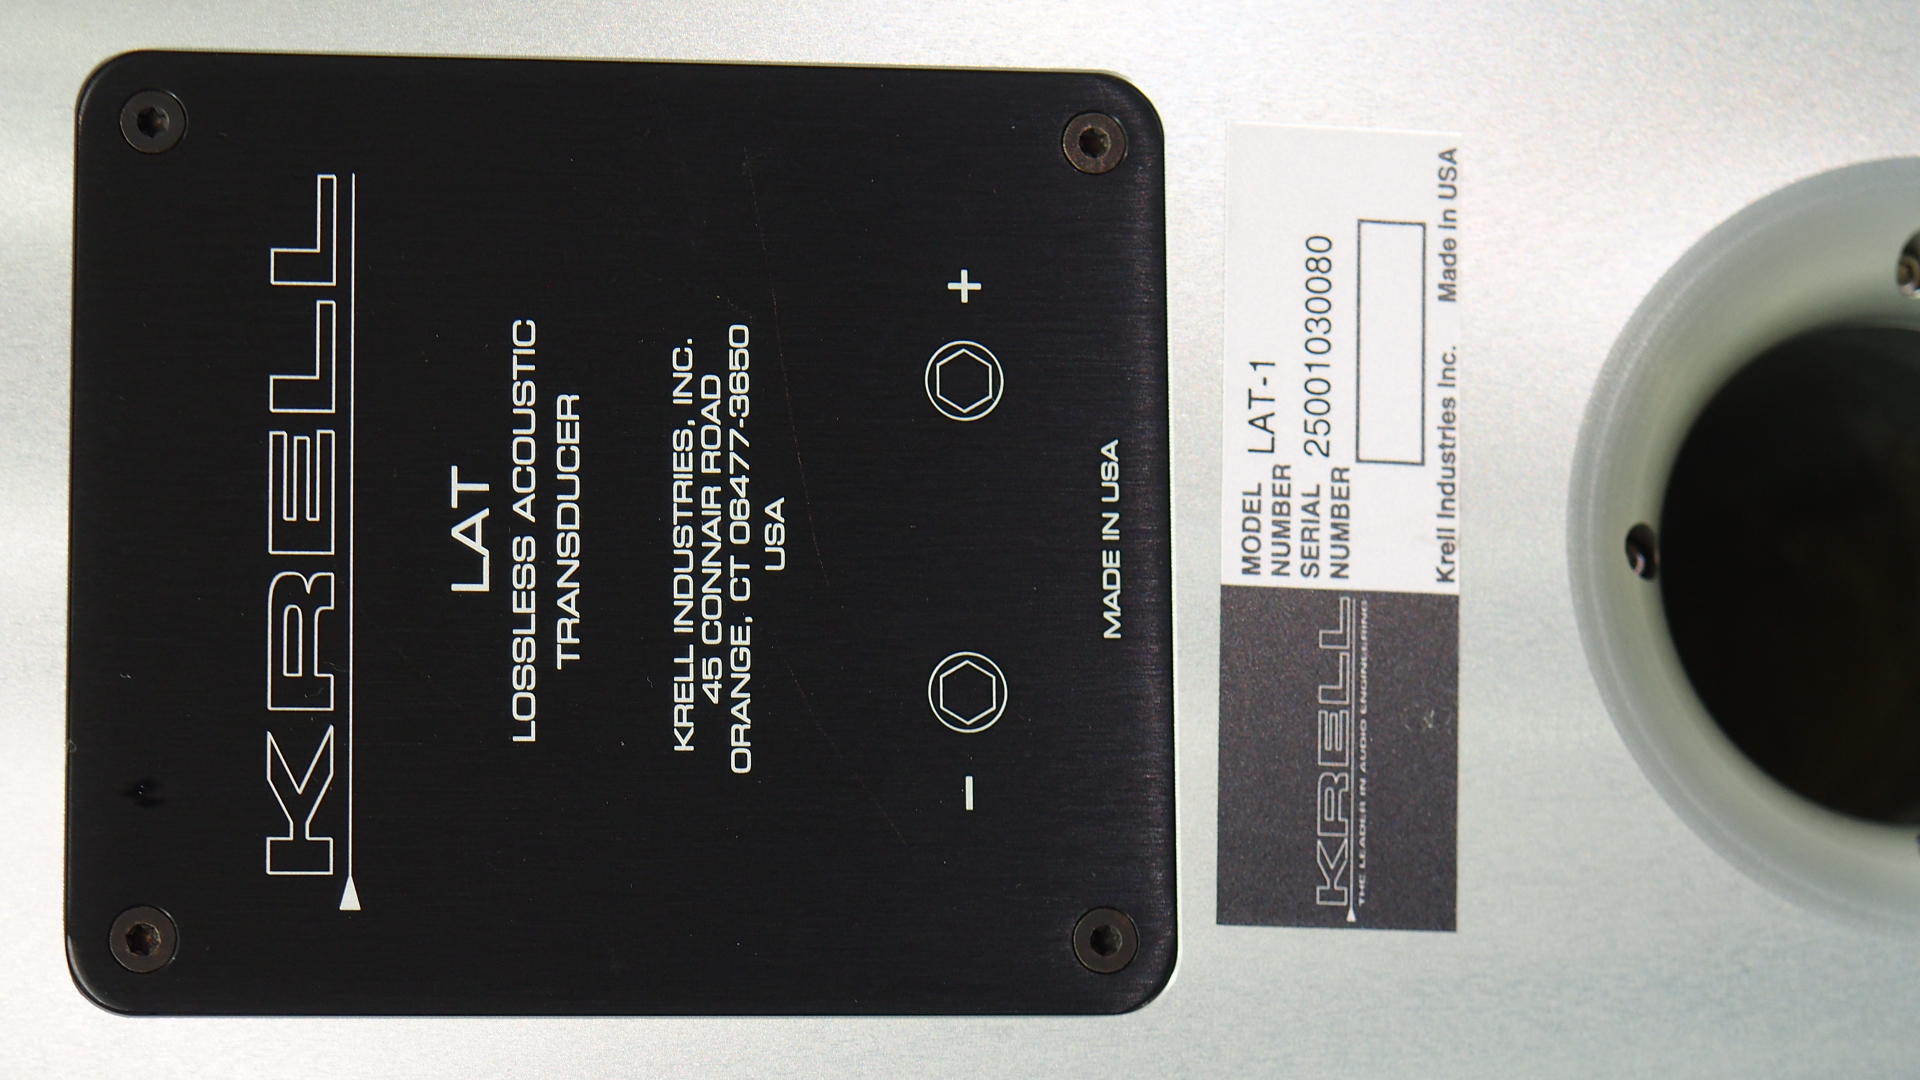 KRELL
LAT
LOSSLESS ACOUSTIC
TRANSDUCER
KRELL INDUSTRIES, INC.
45 CONNAIR ROAD
ORANGE, CT 06477-3650
USA
- +
MADE IN USA
KRELL
THE LEADER IN AUDIO ENGINEERING
MODEL
NUMBER LAT-1
SERIAL
NUMBER 25001030080
Krell Industries Inc. Made in USA